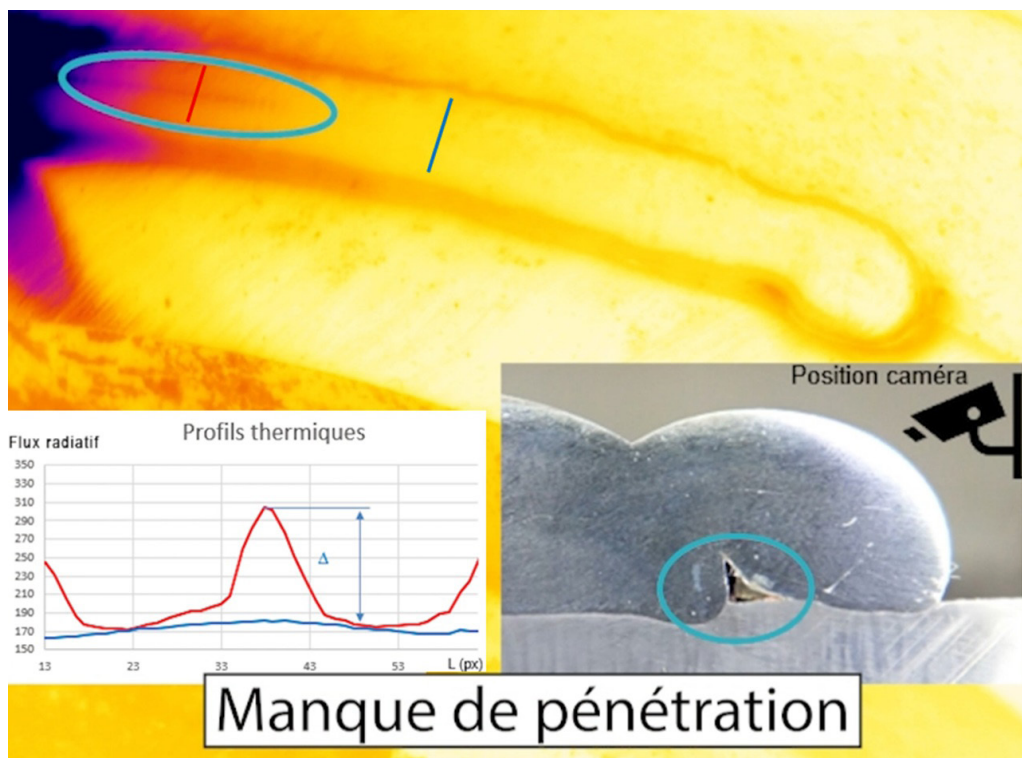 Position caméra
Profils thermiques
Flux radiatif
350
330
310
290
270
250
230
210
190
170
150
Δ
13
23
33
43
53
L (px)
Manque de pénétration